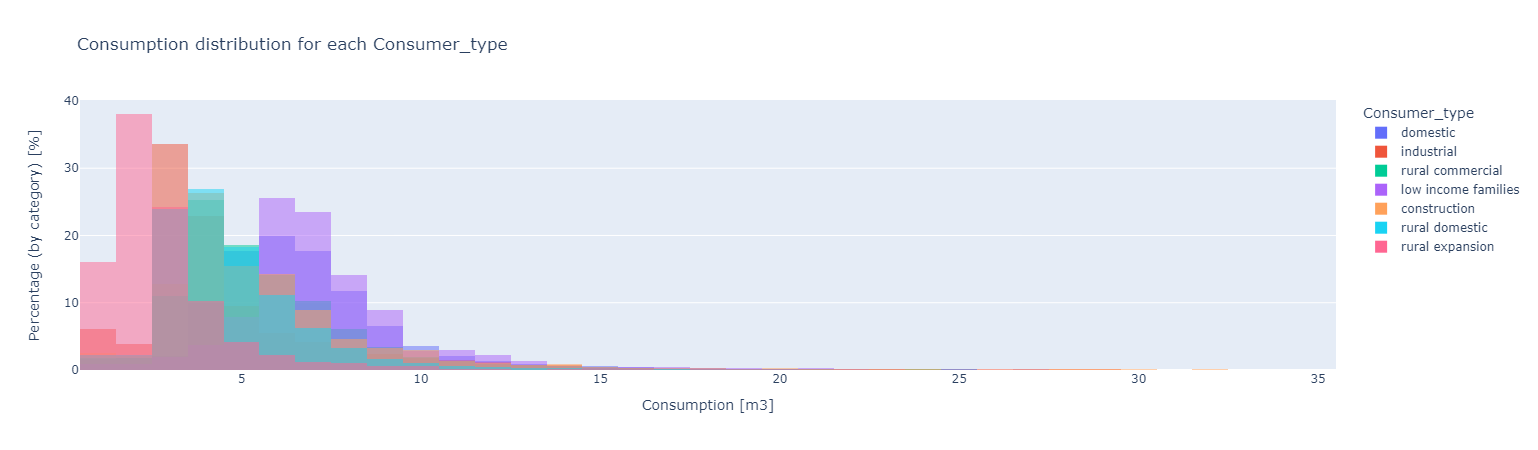 Consumption distribution for each Consumer_type
Percentage (by category) [%]
40
30
20
10
0
5
10
15
20
25
30
35
Consumption [m3]
Consumer_type
domestic
industrial
rural commercial
low income families
construction
rural domestic
rural expansion